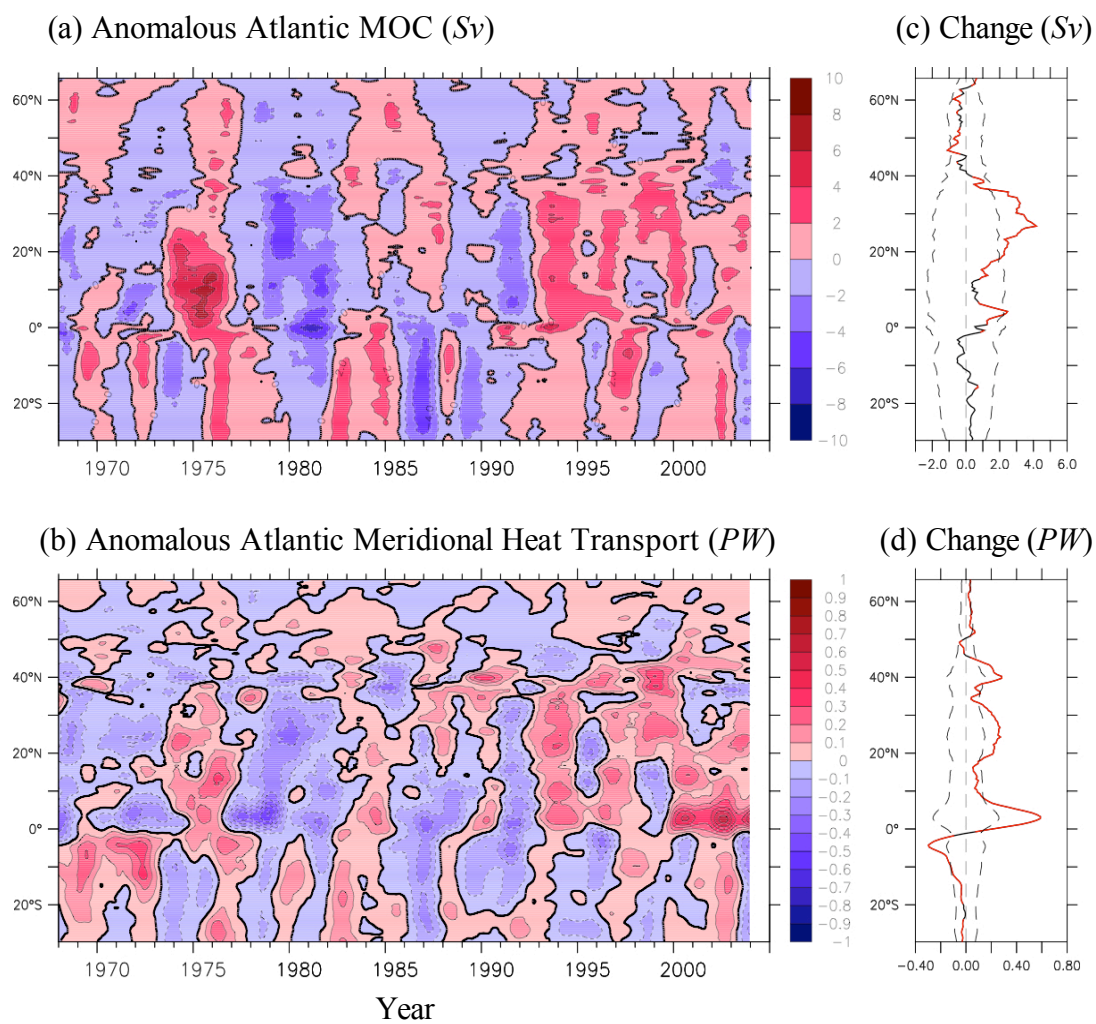 (a) Anomalous Atlantic MOC (Sv)
(c) Change (Sv)
60°N
40°N
20°N
0°
20°S
1970 1975 1980 1985 1990 1995 2000
10
8
6
4
2
0
−2
−4
−6
−8
−10
60°N
40°N
20°N
0°
20°S
−2.0 0.0 2.0 4.0 6.0
(b) Anomalous Atlantic Meridional Heat Transport (PW)
(d) Change (PW)
60°N
40°N
20°N
0°
20°S
1970 1975 1980 1985 1990 1995 2000
Year
1
0.9
0.8
0.7
0.6
0.5
0.4
0.3
0.2
0.1
0
−0.1
−0.2
−0.3
−0.4
−0.5
−0.6
−0.7
−0.8
−0.9
−1
60°N
40°N
20°N
0°
20°S
−0.40 0.00 0.40 0.80